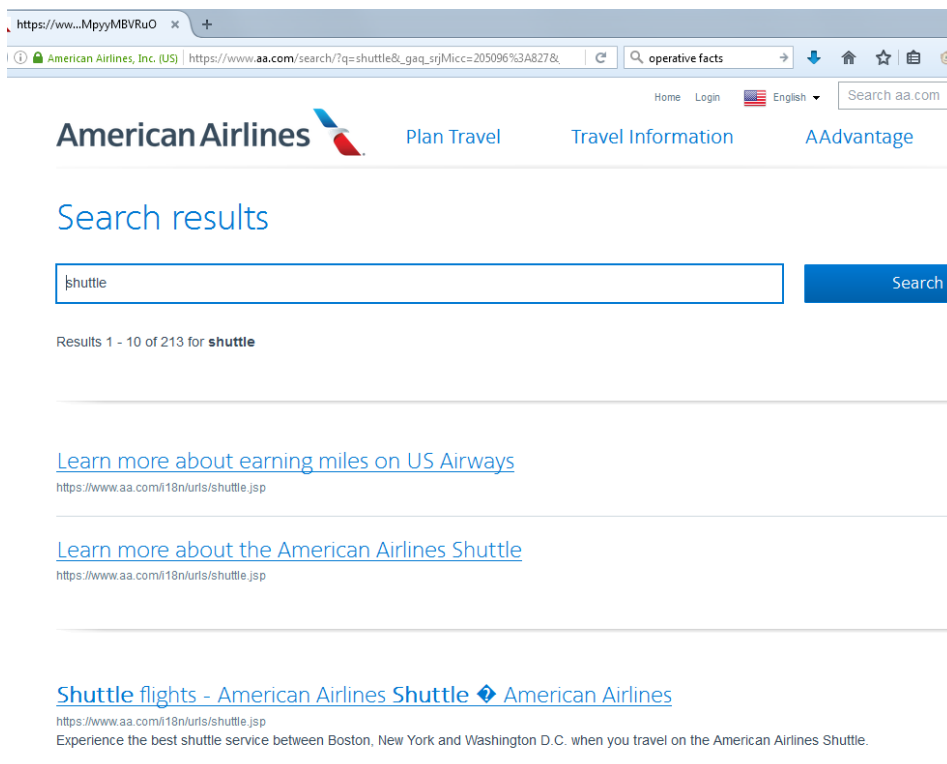 https://ww...MpyyMBVRuO × +
American Airlines, Inc. (US) https://www.aa.com/search/?q=shuttle&_gaq_srjMicc=205096%3A827& operative facts
Home Login English Search aa.com
American Airlines Plan Travel Travel Information AAdvantage
Search results
shuttle Search
Results 1 - 10 of 213 for shuttle
Learn more about earning miles on US Airways
https://www.aa.com/i18n/urls/shuttle.jsp
Learn more about the American Airlines Shuttle
https://www.aa.com/i18n/urls/shuttle.jsp
Shuttle flights - American Airlines Shuttle � American Airlines
https://www.aa.com/i18n/urls/shuttle.jsp
Experience the best shuttle service between Boston, New York and Washington D.C. when you travel on the American Airlines Shuttle.